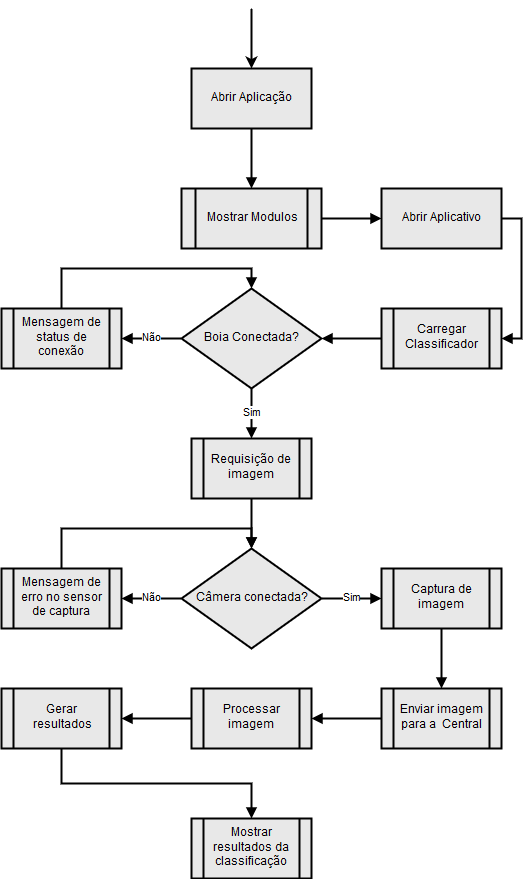 Abrir Aplicação
Mostrar Modulos
Abrir Aplicativo
Carregar
Classificador
Boia Conectada?
Não
Mensagem de
status de
conexão
Sim
Requisição de
imagem
Câmera conectada?
Não
Mensagem de
erro no sensor
de captura
Sim
Captura de
imagem
Enviar imagem
para a Central
Processar
imagem
Gerar
resultados
Mostrar
resultados da
classificação